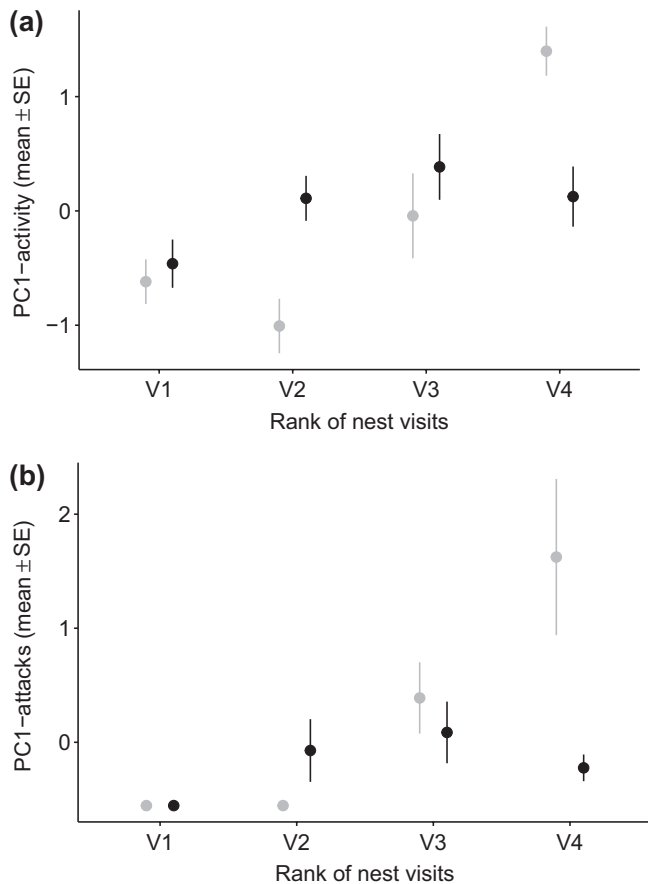 (a)
PC1−activity (mean ± SE)
1
0
−1
V1 V2 V3 V4
Rank of nest visits
(b)
PC1−attacks (mean ± SE)
2
1
0
V1 V2 V3 V4
Rank of nest visits